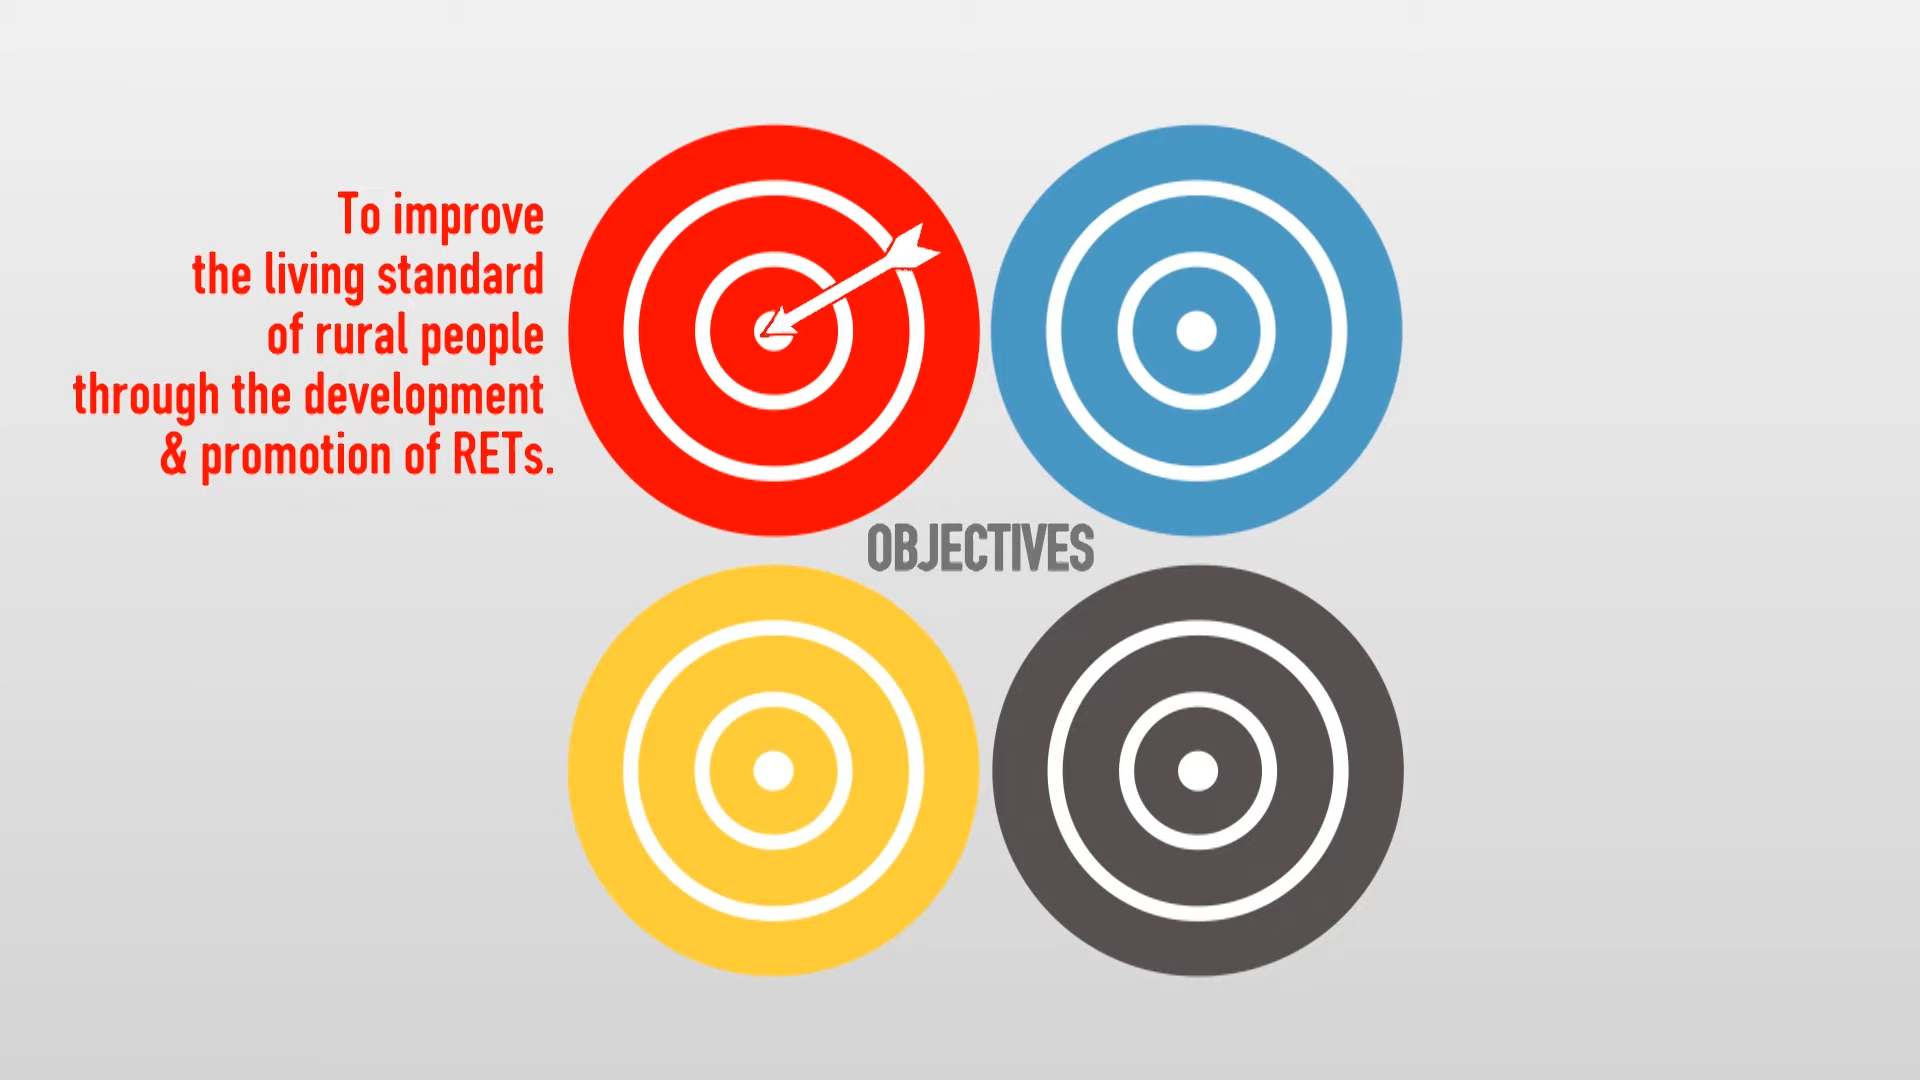 To improve
the living standard
of rural people
through the development
& promotion of RETs.
OBJECTIVES